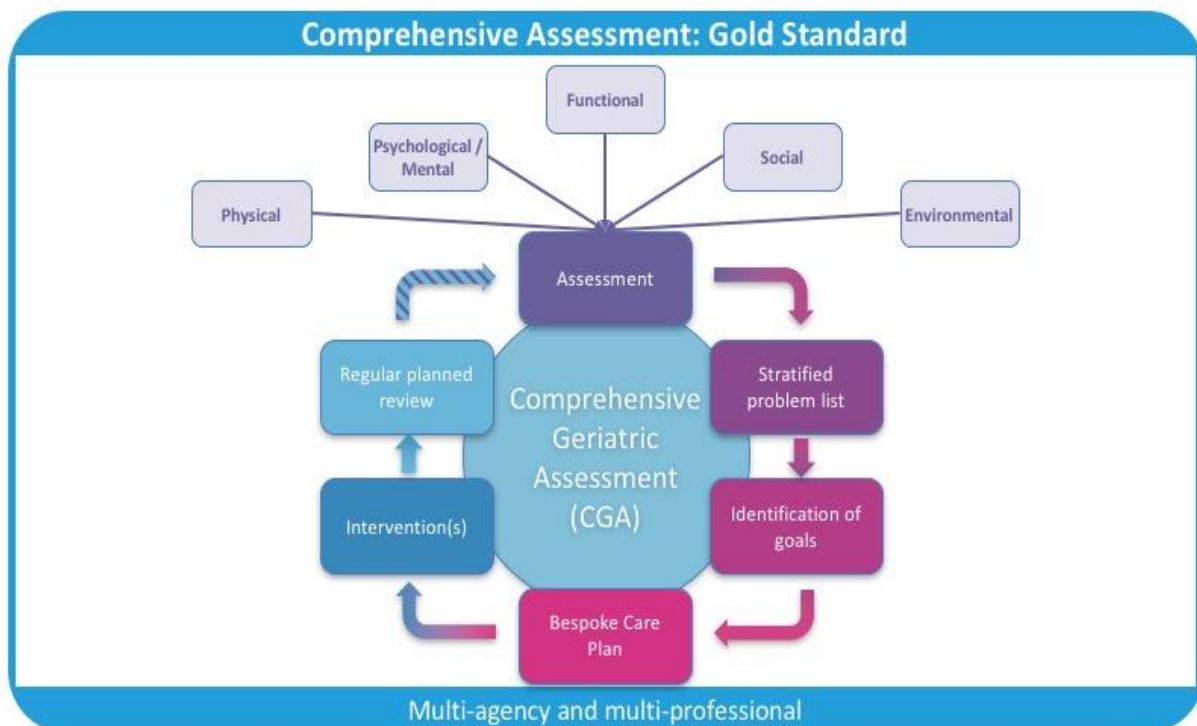 Comprehensive Assessment: Gold Standard
Functional
Psychological /
Mental
Social
Physical
Environmental
Assessment
Regular planned
review
Stratified
problem list
Comprehensive
Geriatric
Assessment
(CGA)
Intervention(s)
Identification of
goals
Bespoke Care
Plan
Multi-agency and multi-professional